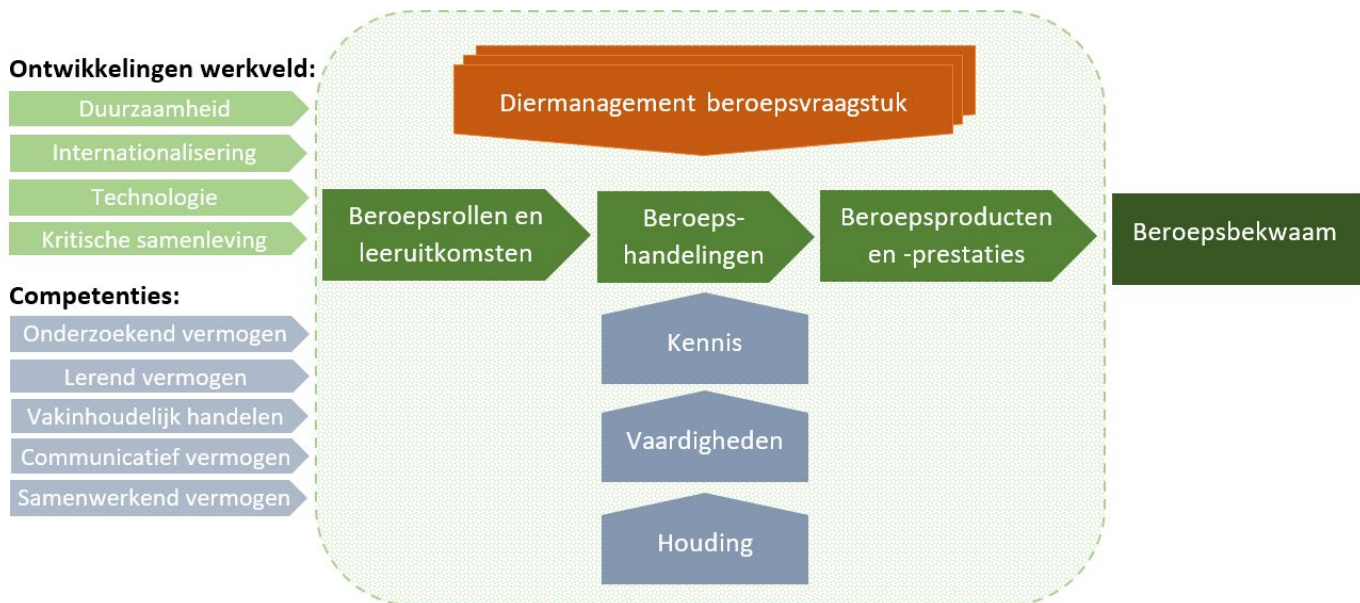 Ontwikkelingen werkveld:
Duurzaamheid
Internationalisering
Technologie
Kritische samenleving
Competenties:
Onderzoekend vermogen
Lerend vermogen
Vakinhoudelijk handelen
Communicatief vermogen
Samenwerkend vermogen
Diermanagement beroepsvraagstuk
Beroepsrollen en
leeruitkomsten
Beroeps-
handelingen
Beroepsproducten
en -prestaties
Beroepsbekwaam
Kennis
Vaardigheden
Houding